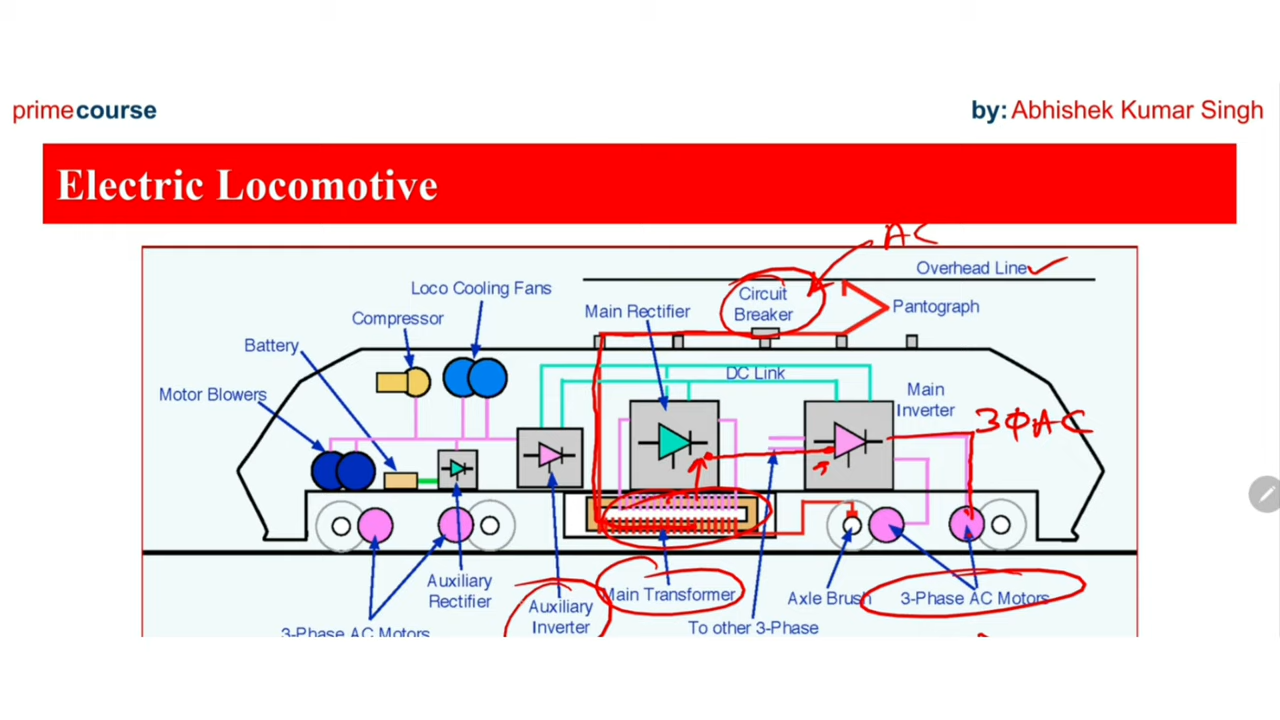 primecourse
by: Abhishek Kumar Singh
Electric Locomotive
AC
Overhead Line
Loco Cooling Fans
Circuit
Breaker
Main Rectifier
Pantograph
Compressor
Battery
DC Link
Motor Blowers
Main
Inverter
3ΦAC
Auxiliary
Rectifier
Auxiliary
Inverter
Main Transformer
Axle Brush
3-Phase AC Motors
3-Phase AC Motors
To other 3-Phase